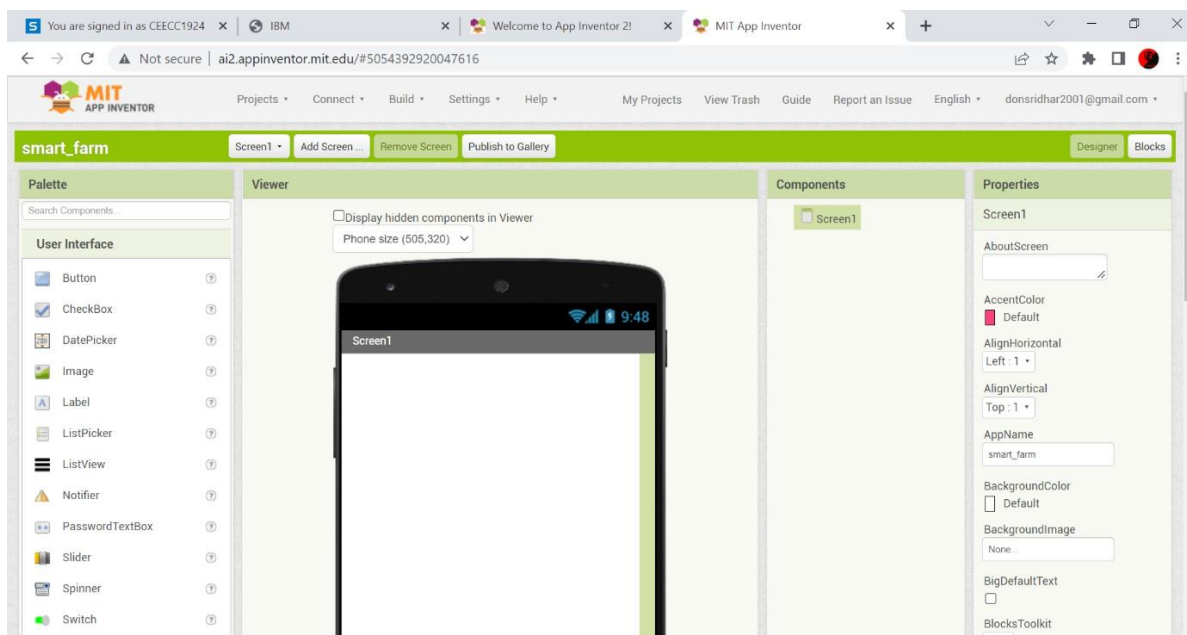 S You are signed in as CEECC1924
IBM
Welcome to App Inventor 2!
MIT App Inventor
Not secure ai2.appinventor.mit.edu/#5054392920047616
MIT
APP INVENTOR
Projects Connect Build Settings Help My Projects View Trash Guide Report an Issue English donsridhar2001@gmail.com
smart_farm Screen1 Add Screen ... Remove Screen Publish to Gallery Designer Blocks
Palette
Search Components...
User Interface
Button
CheckBox
DatePicker
Image
Label
ListPicker
ListView
Notifier
PasswordTextBox
Slider
Spinner
Switch
Viewer
Display hidden components in Viewer
Phone size (505,320)
9:48
Screen1
Components
Screen1
Properties
Screen1
AboutScreen
AccentColor
Default
AlignHorizontal
Left : 1
AlignVertical
Top : 1
AppName
smart_farm
BackgroundColor
Default
BackgroundImage
None...
BigDefaultText
BlocksToolkit